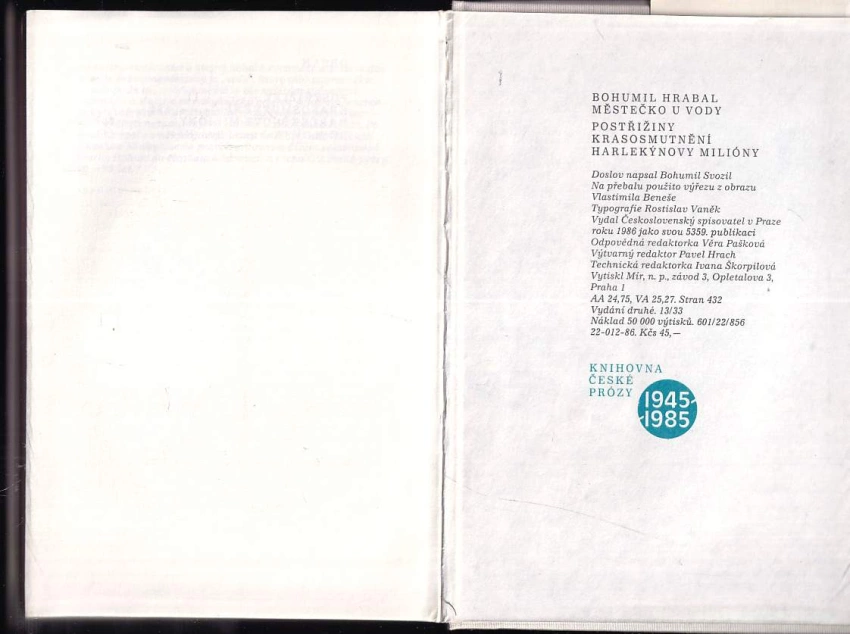 BOHUMIL HRABAL
MĚSTEČKO U VODY
POSTŘIŽINY
KRASOSMUTNĚNÍ
HARLEKÝNOVY MILIÓNY
Doslov napsal Bohumil Svozil
Na přebalu použito výřezu z obrazu
Vlastimila Beneše
Typografie Rostislav Vaněk
Vydal Československý spisovatel v Praze
roku 1986 jako svou 5359. publikaci
Odpovědná redaktorka Věra Pašková
Výtvarný redaktor Pavel Hrach
Technická redaktorka Ivana Škorpilová
Vytiskl Mír, n. p., závod 3, Opletalova 3,
Praha 1
AA 24,75, VA 25,27. Stran 432
Vydání druhé. 13/33
Náklad 50 000 výtisků. 601/22/856
22-012-86. Kčs 45,—
KNIHOVNA
ČESKÉ
PRÓZY
1945-
-1985